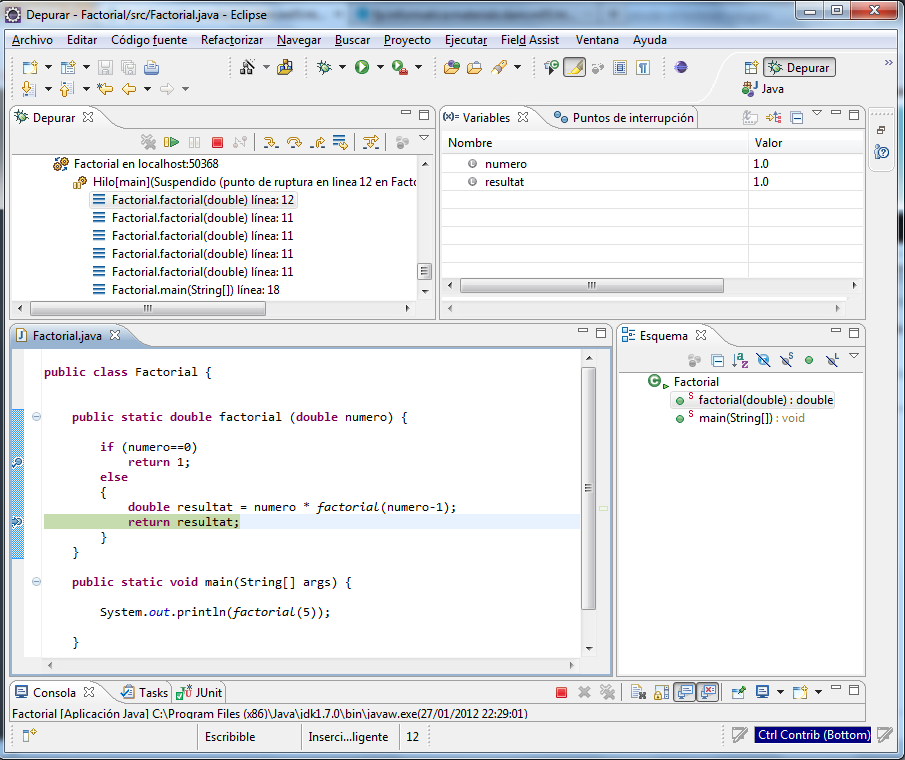 Depurar - Factorial/src/Factorial.java - Eclipse
Archivo Editar Código fuente Refactorizar Navegar Buscar Proyecto Ejecutar Field Assist Ventana Ayuda
Depurar
Java
Depurar
Factorial en localhost:50368
Hilo[main](Suspendido (punto de ruptura en linea 12 en Facto
Factorial.factorial(double) línea: 12
Factorial.factorial(double) línea: 11
Factorial.factorial(double) línea: 11
Factorial.factorial(double) línea: 11
Factorial.factorial(double) línea: 11
Factorial.main(String[]) línea: 18
(x)= Variables Puntos de interrupción
Nombre Valor
numero 1.0
resultat 1.0
Factorial.java
public class Factorial {
public static double factorial (double numero) {
if (numero==0)
return 1;
else
{
double resultat = numero * factorial(numero-1);
return resultat;
}
}
public static void main(String[] args) {
System.out.println(factorial(5));
}
Esquema
Factorial
factorial(double) : double
main(String[]) : void
Consola Tasks JUnit
Factorial [Aplicación Java] C:\Program Files (x86)\Java\jdk1.7.0\bin\javaw.exe(27/01/2012 22:29:01)
Escribible Inserci...ligente 12 Ctrl Contrib (Bottom)